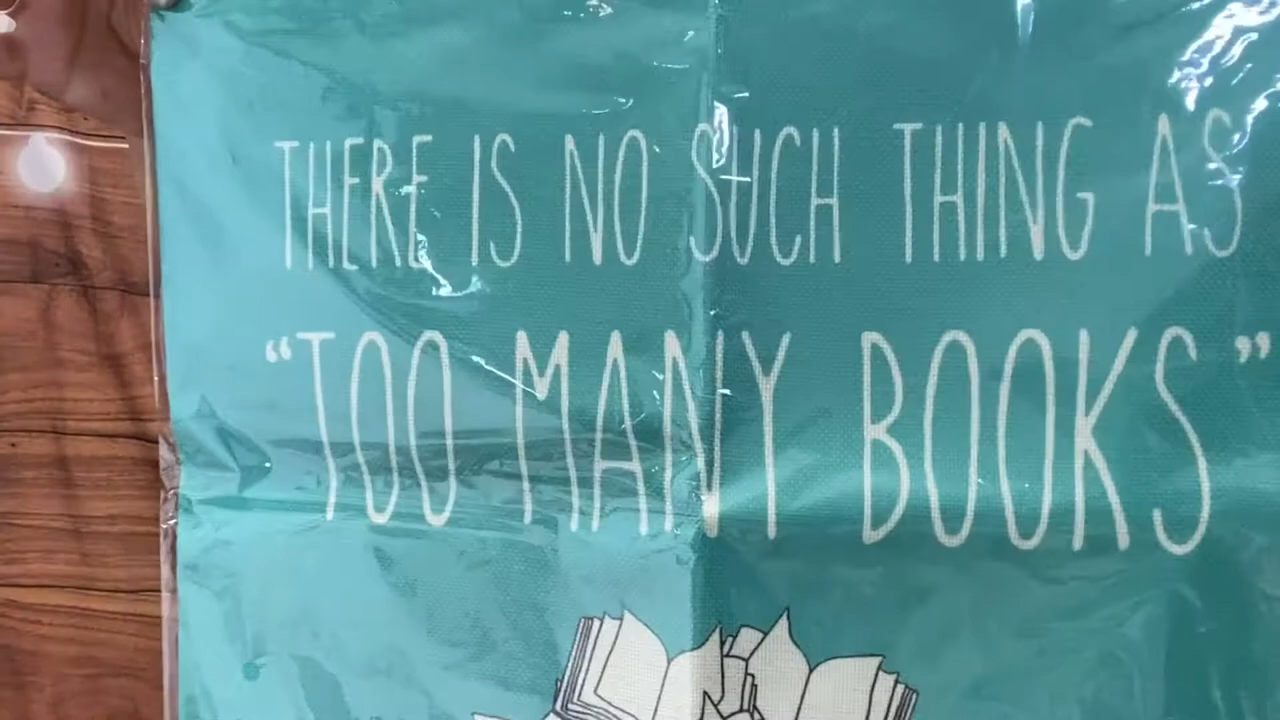 THERE IS NO SUCH THING AS
“TOO MANY BOOKS”